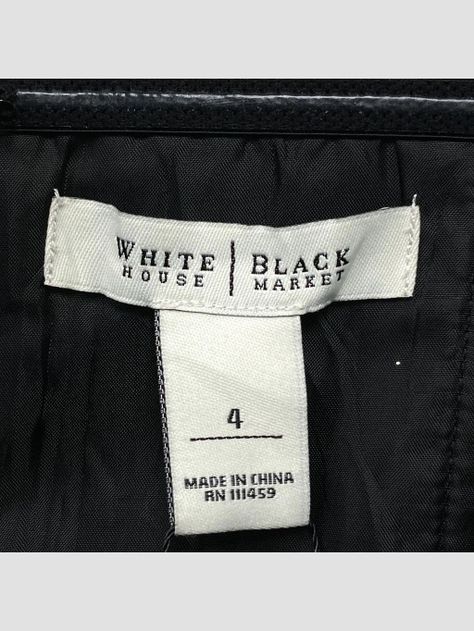 WHITE HOUSE | BLACK MARKET
4
MADE IN CHINA
RN 111459